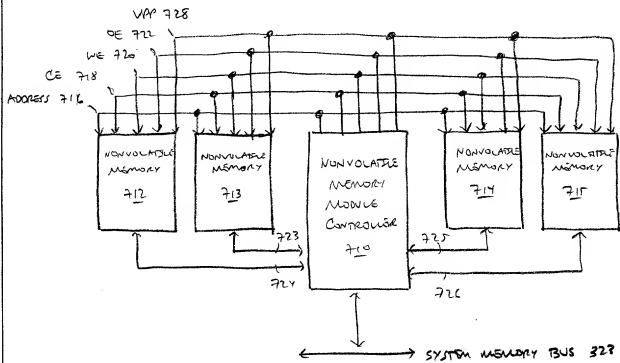 VPP 728
OE 722
WE 720
CE 718
ADDRESS 716
NONVOLATILE
MEMORY
712
NONVOLATILE
MEMORY
713
NONVOLATILE
MEMORY
MODULE
CONTROLLER
710
NONVOLATILE
MEMORY
714
NONVOLATILE
MEMORY
715
723
724
725
726
SYSTEM MEMORY BUS 323